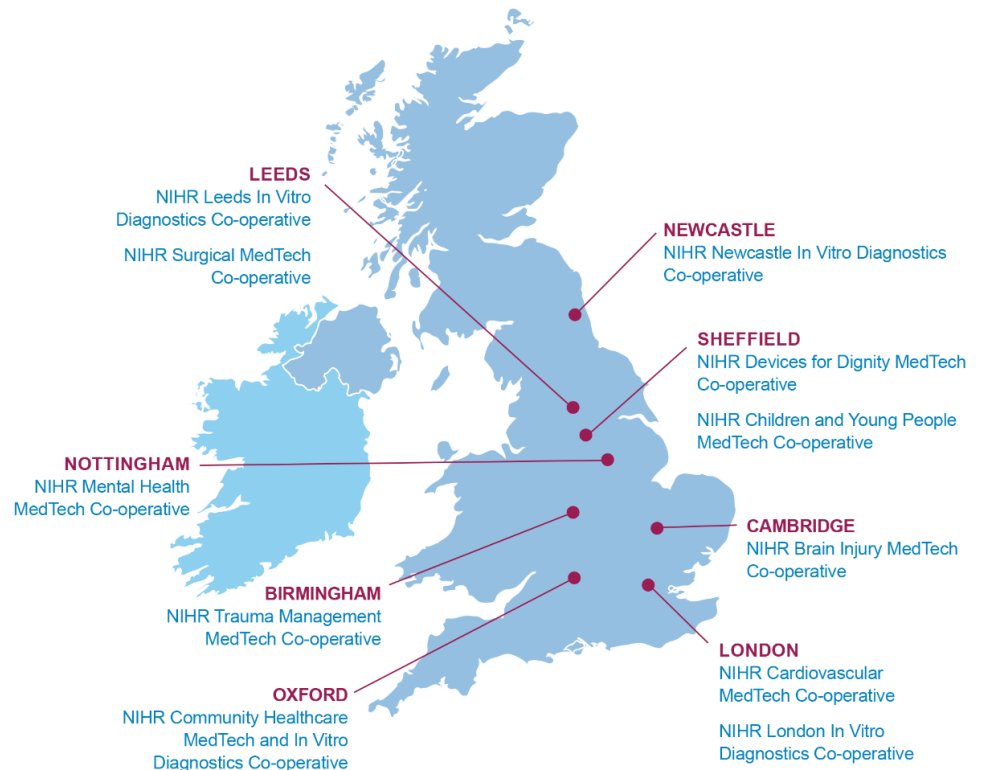 LEEDS
NIHR Leeds In Vitro
Diagnostics Co-operative
NIHR Surgical MedTech
Co-operative
NEWCASTLE
NIHR Newcastle In Vitro Diagnostics
Co-operative
SHEFFIELD
NIHR Devices for Dignity MedTech
Co-operative
NIHR Children and Young People
MedTech Co-operative
NOTTINGHAM
NIHR Mental Health
MedTech Co-operative
CAMBRIDGE
NIHR Brain Injury MedTech
Co-operative
BIRMINGHAM
NIHR Trauma Management
MedTech Co-operative
LONDON
NIHR Cardiovascular
MedTech Co-operative
NIHR London In Vitro
Diagnostics Co-operative
OXFORD
NIHR Community Healthcare
MedTech and In Vitro
Diagnostics Co-operative